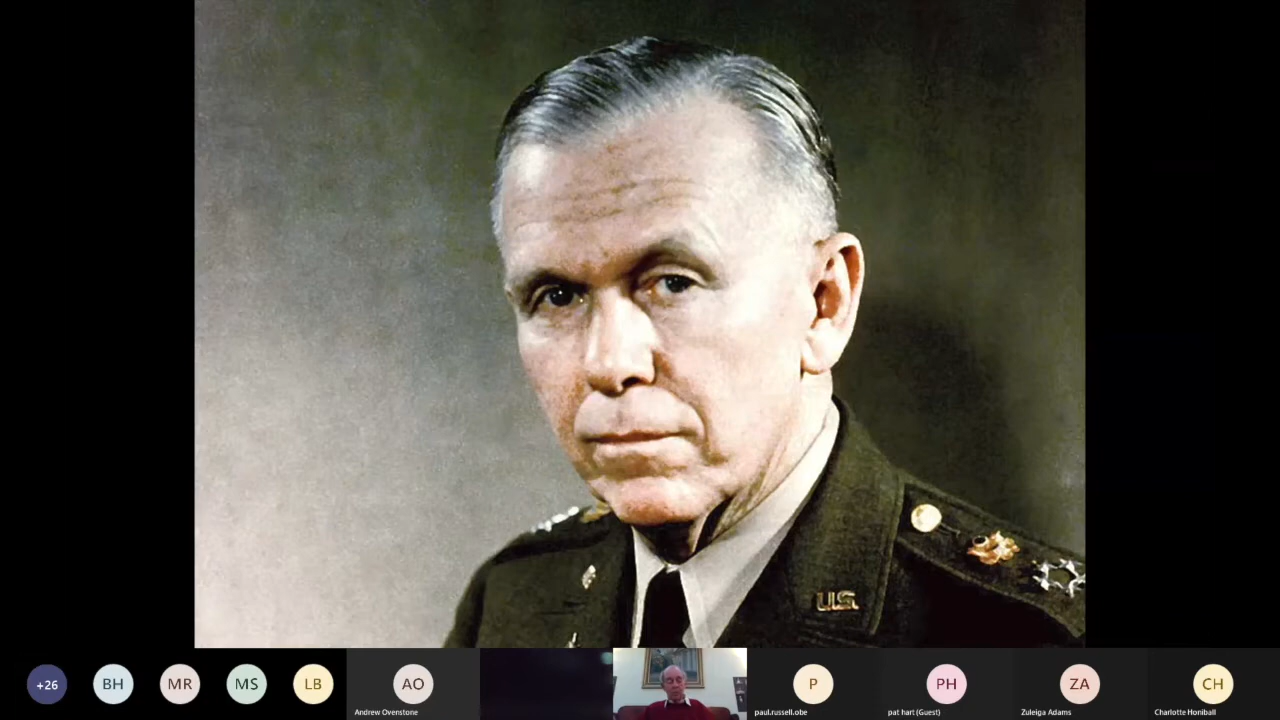 U.S.
+26
BH
MR
MS
LB
AO
Andrew Ovenstone
P
paul.russell.obe
PH
pat hart (Guest)
ZA
Zuleiga Adams
CH
Charlotte Honiball